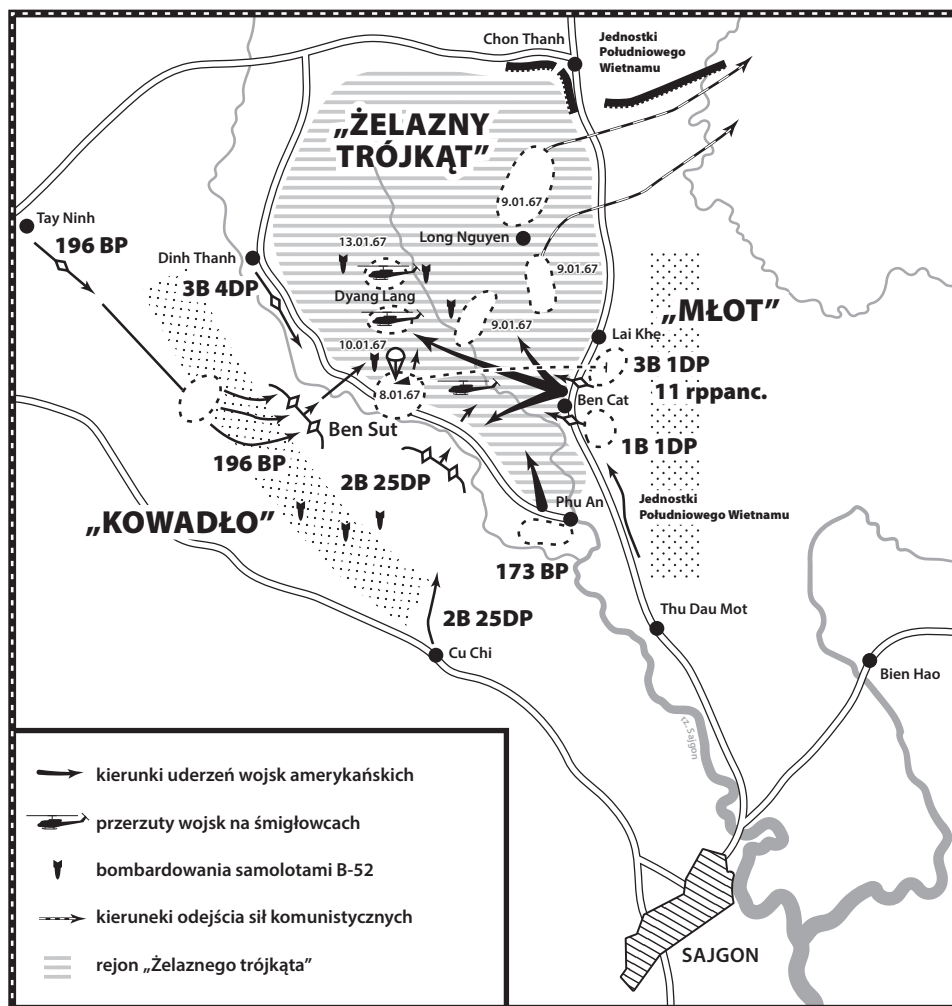 Chon Thanh
Jednostki
Południowego
Wietnamu
„ŻELAZNY
TRÓJKĄT”
9.01.67
Tay Ninh
196 BP
Dinh Thanh
13.01.67
Long Nguyen
9.01.67
3B 4DP
Dyang Lang
9.01.67
„MŁOT”
Lai Khe
10.01.67
3B 1DP
8.01.67
11 rppanc.
Ben Cat
Ben Sut
1B 1DP
196 BP
2B 25DP
Jednostki
Południowego Wietnamu
Phu An
„KOWADŁO”
173 BP
2B 25DP
Thu Dau Mot
Cu Chi
Bien Hao
rz. Sajgon
kierunki uderzeń wojsk amerykańskich
przerzuty wojsk na śmigłowcach
bombardowania samolotami B-52
kieruneki odejścia sił komunistycznych
rejon „Żelaznego trójkąta”
SAJGON